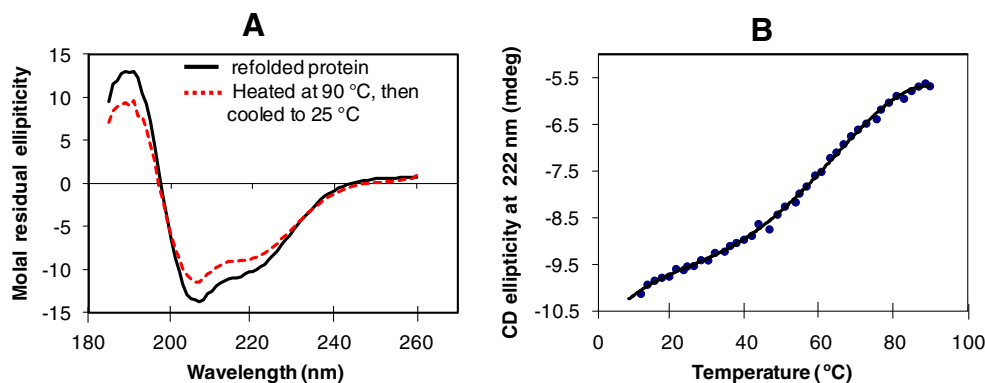 A
Molal residual ellipiticity
15
10
5
0
-5
-10
-15
refolded protein
Heated at 90 °C, then
cooled to 25 °C
180
200
220
240
260
Wavelength (nm)
B
CD ellipticity at 222 nm (mdeg)
-5.5
-6.5
-7.5
-8.5
-9.5
-10.5
0
20
40
60
80
100
Temperature (°C)